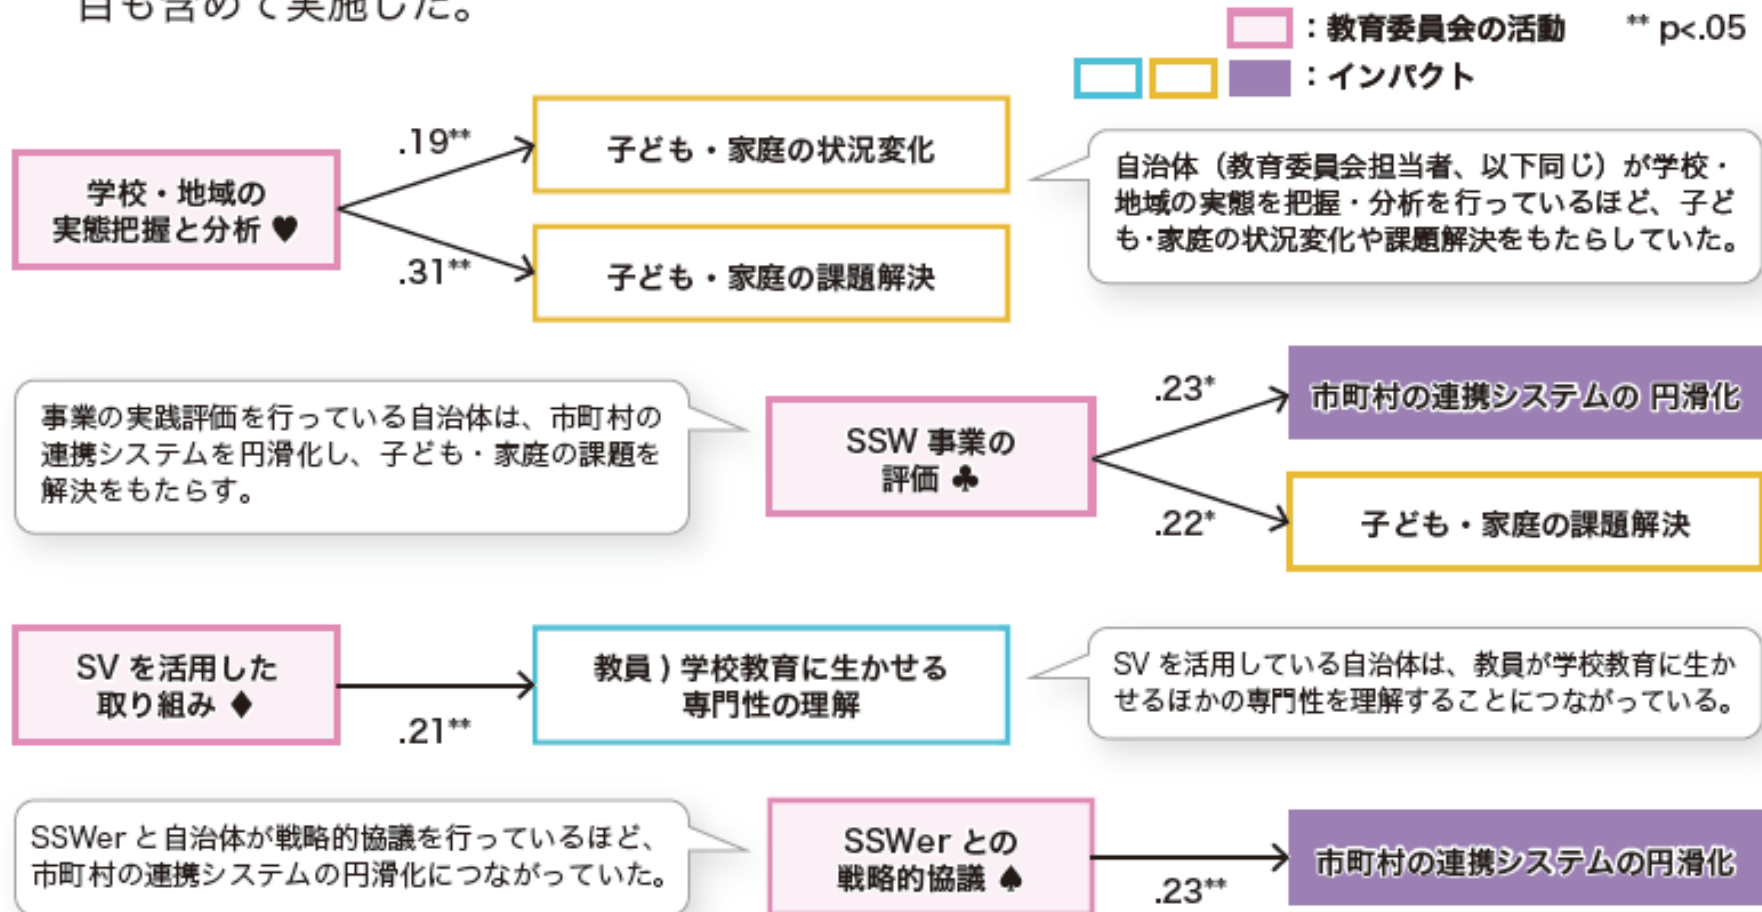 目も含めて実施した。
：教育委員会の活動 ** p<.05
：インパクト
学校・地域の
実態把握と分析 ♥
.19**
.31**
子ども・家庭の状況変化
子ども・家庭の課題解決
自治体（教育委員会担当者、以下同じ）が学校・
地域の実態を把握・分析を行っているほど、子ど
も・家庭の状況変化や課題解決をもたらしていた。
事業の実践評価を行っている自治体は、市町村の
連携システムを円滑化し、子ども・家庭の課題を
解決をもたらす。
SSW 事業の
評価 ♣
.23*
.22*
市町村の連携システムの 円滑化
子ども・家庭の課題解決
SV を活用した
取り組み ♦
.21**
教員 ) 学校教育に生かせる
専門性の理解
SV を活用している自治体は、教員が学校教育に生か
せるほかの専門性を理解することにつながっている。
SSWer と自治体が戦略的協議を行っているほど、
市町村の連携システムの円滑化につながっていた。
SSWer との
戦略的協議 ♠
.23**
市町村の連携システムの円滑化